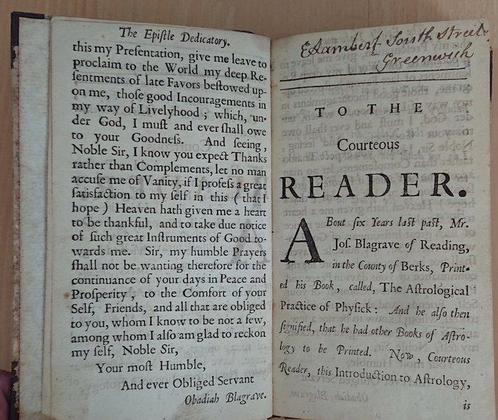 The Epistle Dedicatory.
this my Presentation, give me leave to
proclaim to the World my deep Re-
sentments of late Favors bestowed up-
on me, those good Incouragements in
my way of Livelyhood; which, un-
der God, I must and ever shall owe
to your Goodness. And seeing,
Noble Sir, I know you expect Thanks
rather than Complements, let no man
accuse me of Vanity, if I profess a great
satisfaction to my self in this (that I
hope) Heaven hath given me a heart
to be thankful, and to take due notice
of such great Instruments of Good to-
wards me. Sir, my humble Prayers
shall not be wanting therefore for the
continuance of your days in Peace and
Prosperity, to the Comfort of your
Self, Friends, and all that are obliged
to you, whom I know to be not a few,
among whom I also am glad to reckon
my self, Noble Sir,
Your most Humble,
And ever Obliged Servant
Obadiah Blagrave.
E Lambert South Street
Greenwich
TO THE
Courteous
READER.
ABout six Years last past, Mr.
Jos. Blagrave of Reading,
in the County of Berks, Print-
ed his Book, called, The Astrological
Practice of Physick: And he also then
signified, that he had other Books of Astro-
logy to be Printed. Now, Courteous
Reader, this Introduction to Astrology,
is